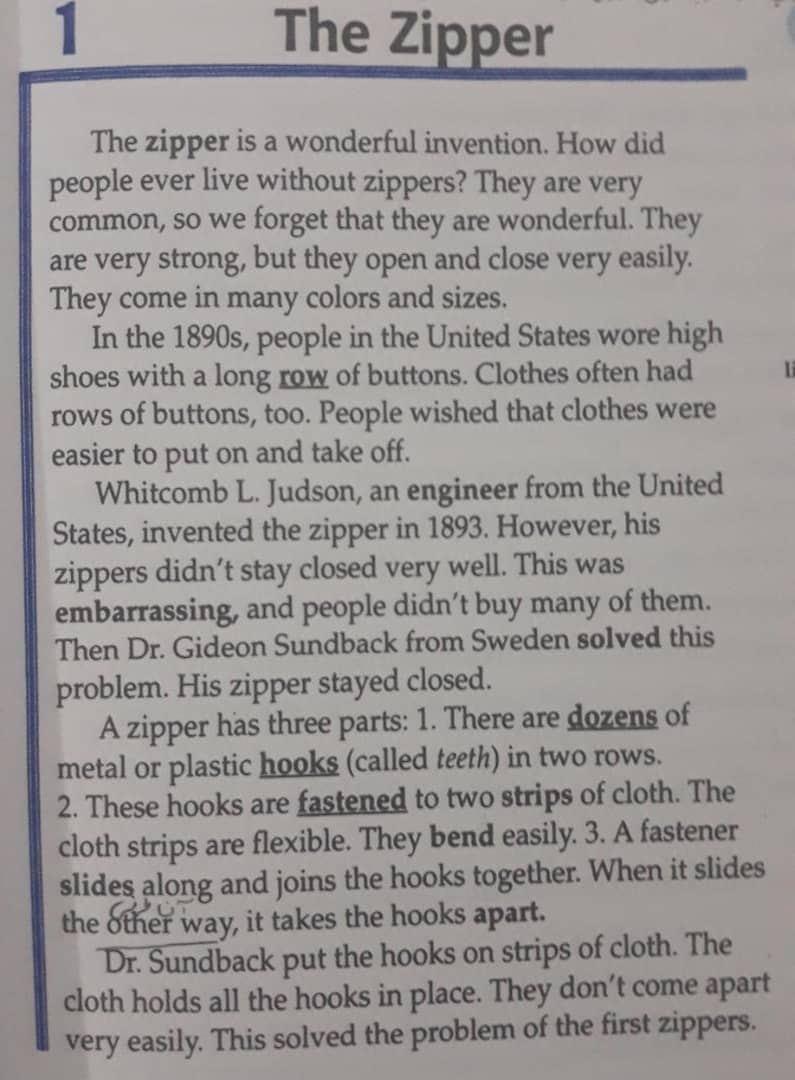 1 The Zipper
The zipper is a wonderful invention. How did
people ever live without zippers? They are very
common, so we forget that they are wonderful. They
are very strong, but they open and close very easily.
They come in many colors and sizes.
In the 1890s, people in the United States wore high
shoes with a long row of buttons. Clothes often had
rows of buttons, too. People wished that clothes were
easier to put on and take off.
Whitcomb L. Judson, an engineer from the United
States, invented the zipper in 1893. However, his
zippers didn't stay closed very well. This was
embarrassing, and people didn't buy many of them.
Then Dr. Gideon Sundback from Sweden solved this
problem. His zipper stayed closed.
A zipper has three parts: 1. There are dozens of
metal or plastic hooks (called teeth) in two rows.
2. These hooks are fastened to two strips of cloth. The
cloth strips are flexible. They bend easily. 3. A fastener
slides along and joins the hooks together. When it slides
the other way, it takes the hooks apart.
Dr. Sundback put the hooks on strips of cloth. The
cloth holds all the hooks in place. They don't come apart
very easily. This solved the problem of the first zippers.